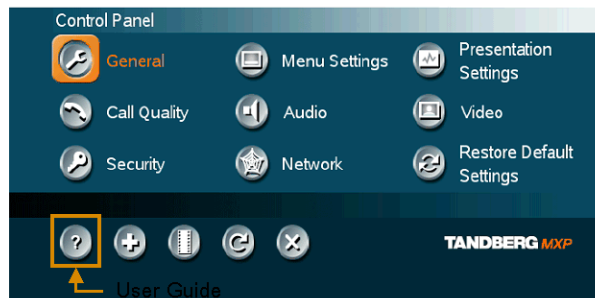 Control Panel
General
Menu Settings
Presentation
Settings
Call Quality
Audio
Video
Security
Network
Restore Default
Settings
?
TANDBERG MXP
User Guide